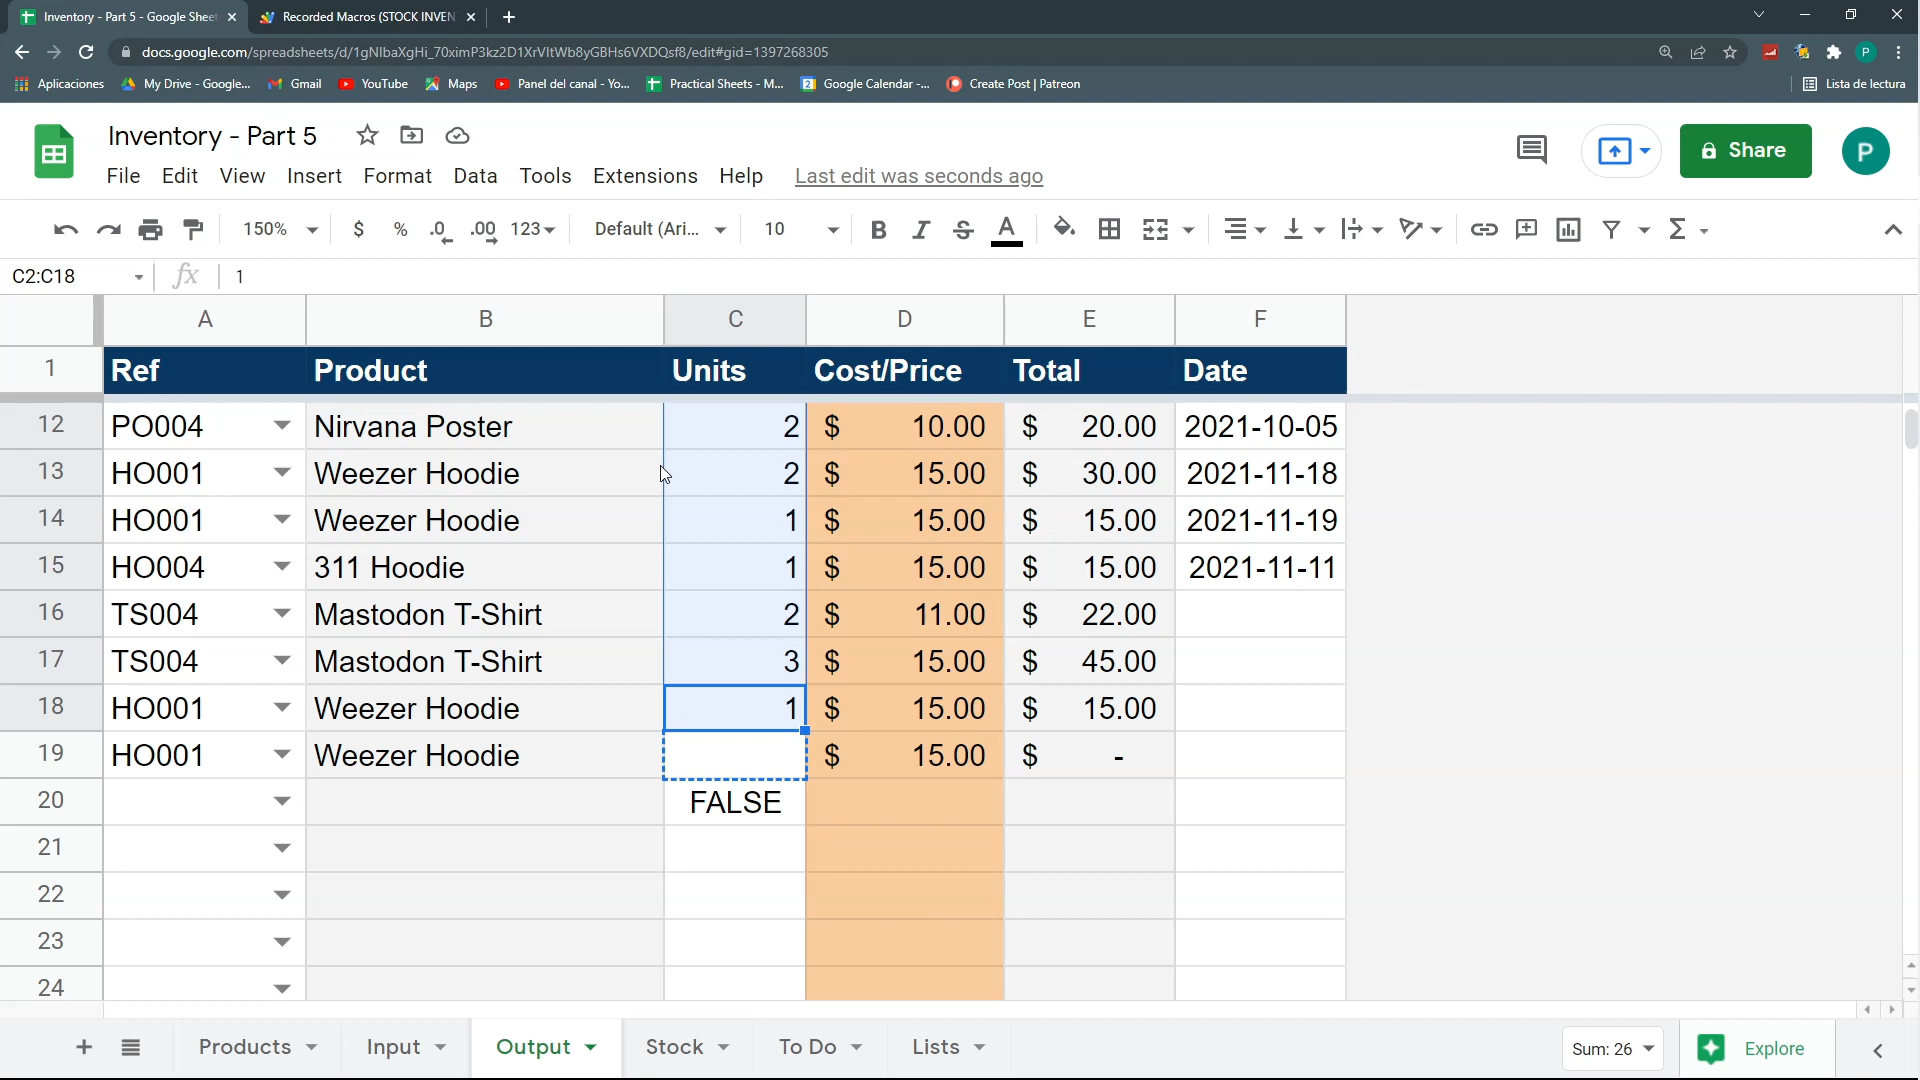 Inventory - Part 5 - Google Sheet
Recorded Macros (STOCK INVEN
docs.google.com/spreadsheets/d/1gNlbaXgHi_70ximP3kz2D1XrVltWb8yGBHs6VXDQsf8/edit#gid=1397268305
P
Aplicaciones
My Drive - Google...
Gmail
YouTube
Maps
Panel del canal - Yo...
Practical Sheets - M...
Google Calendar -...
Create Post | Patreon
Lista de lectura
Inventory - Part 5
Share
P
File Edit View Insert Format Data Tools Extensions Help Last edit was seconds ago
150% $ % .0 .00 123 Default (Ari... 10 B I S A
C2:C18 fx 1
A B C D E F
1 Ref Product Units Cost/Price Total Date
12 PO004 Nirvana Poster 2 $ 10.00 $ 20.00 2021-10-05
13 HO001 Weezer Hoodie 2 $ 15.00 $ 30.00 2021-11-18
14 HO001 Weezer Hoodie 1 $ 15.00 $ 15.00 2021-11-19
15 HO004 311 Hoodie 1 $ 15.00 $ 15.00 2021-11-11
16 TS004 Mastodon T-Shirt 2 $ 11.00 $ 22.00
17 TS004 Mastodon T-Shirt 3 $ 15.00 $ 45.00
18 HO001 Weezer Hoodie 1 $ 15.00 $ 15.00
19 HO001 Weezer Hoodie $ 15.00 $ -
20 FALSE
21
22
23
24
Products Input Output Stock To Do Lists Sum: 26 Explore